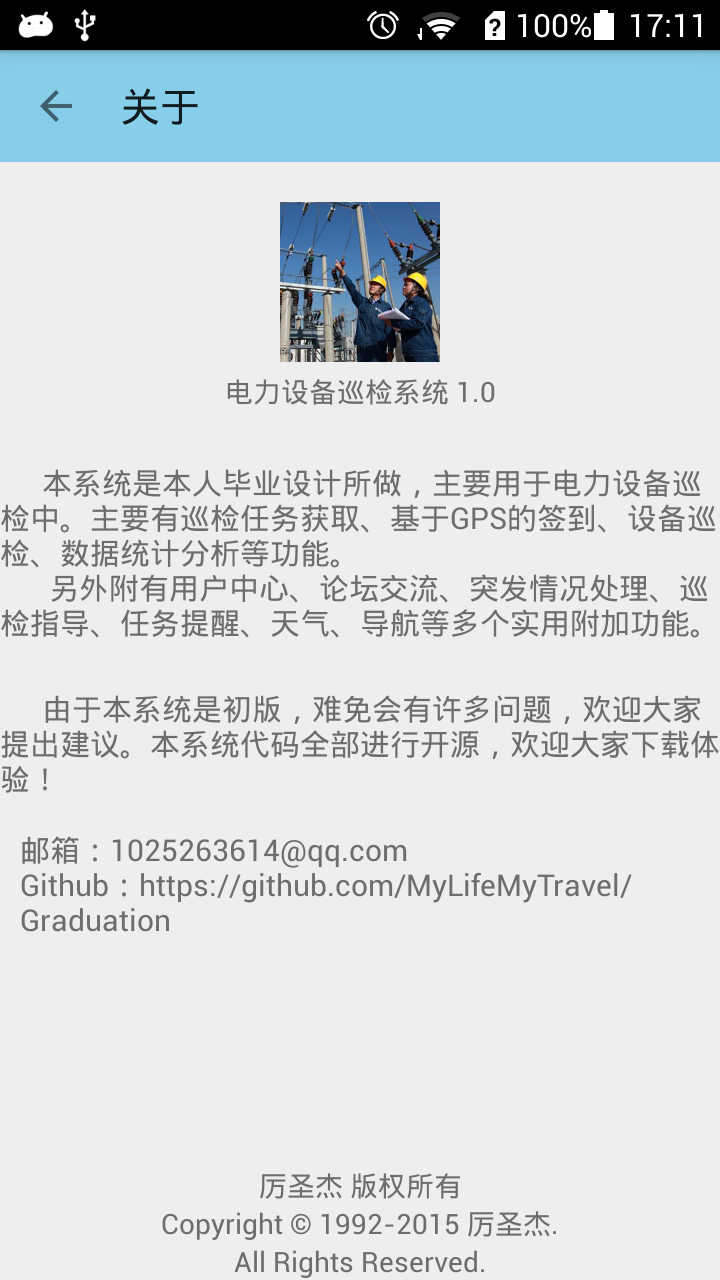 100% 17:11
关于
电力设备巡检系统 1.0
本系统是本人毕业设计所做，主要用于电力设备巡
检中。主要有巡检任务获取、基于GPS的签到、设备巡
检、数据统计分析等功能。
另外附有用户中心、论坛交流、突发情况处理、巡
检指导、任务提醒、天气、导航等多个实用附加功能。
由于本系统是初版，难免会有许多问题，欢迎大家
提出建议。本系统代码全部进行开源，欢迎大家下载体
验！
邮箱：1025263614@qq.com
Github：https://github.com/MyLifeMyTravel/
Graduation
厉圣杰 版权所有
Copyright © 1992-2015 厉圣杰.
All Rights Reserved.